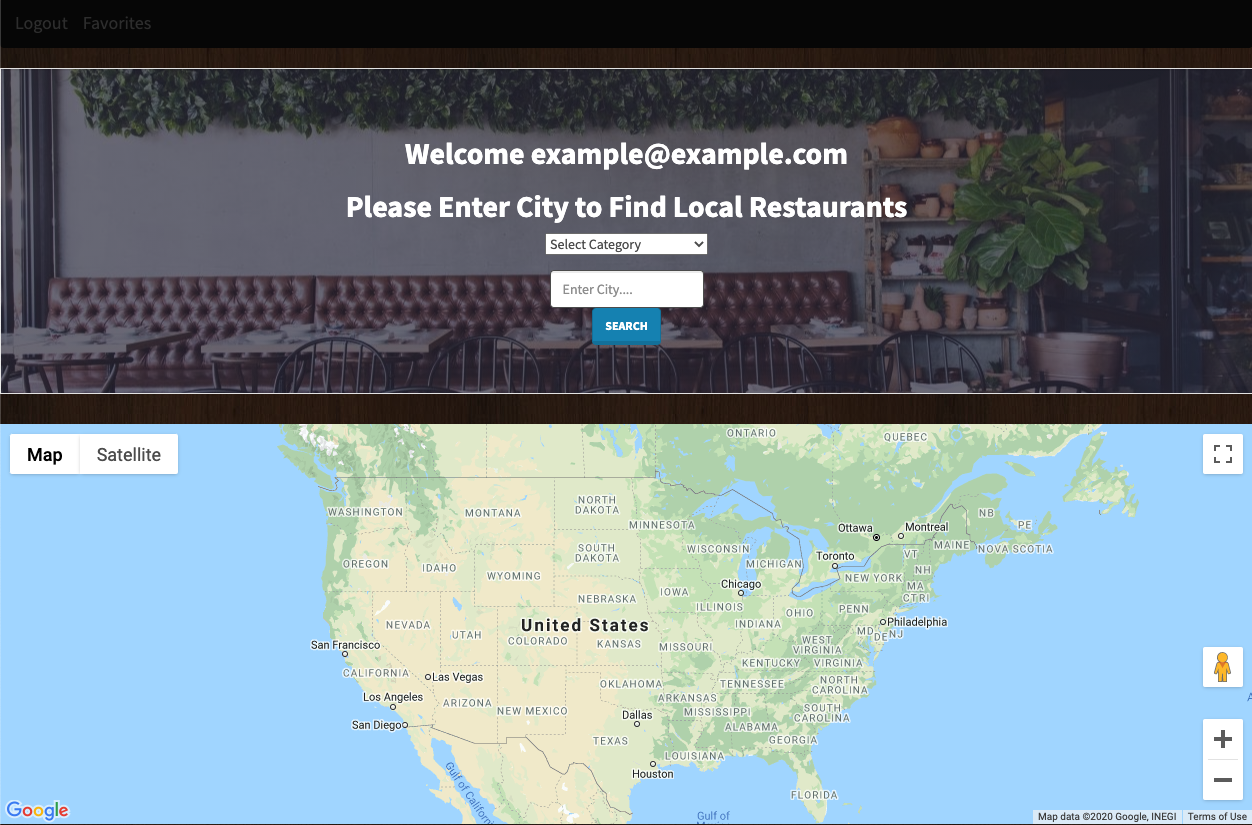 Logout Favorites
Welcome example@example.com
Please Enter City to Find Local Restaurants
Select Category
Enter City....
SEARCH
Map Satellite
ONTARIO
QUEBEC
WASHINGTON
MONTANA
NORTH
DAKOTA
MINNESOTA
Ottawa
Montreal
NB
PE
MAINE
NOVA SCOTIA
OREGON
IDAHO
SOUTH
DAKOTA
WISCONSIN
MICHIGAN
Toronto
VT
NH
WYOMING
Chicago
NEW YORK
MA
CT RI
NEBRASKA
IOWA
ILLINOIS
OHIO
PENN
NEVADA
UTAH
United States
COLORADO
KANSAS
MISSOURI
INDIANA
WEST
VIRGINIA
MD
DE
NJ
Philadelphia
San Francisco
CALIFORNIA
Las Vegas
KENTUCKY
VIRGINIA
Los Angeles
ARIZONA
NEW MEXICO
OKLAHOMA
ARKANSAS
TENNESSEE
NORTH
CAROLINA
San Diego
Dallas
MISSISSIPPI
SOUTH
CAROLINA
TEXAS
ALABAMA
GEORGIA
LOUISIANA
Houston
Gulf of
FLORIDA
Gulf of
Google
Map data ©2020 Google, INEGI Terms of Use